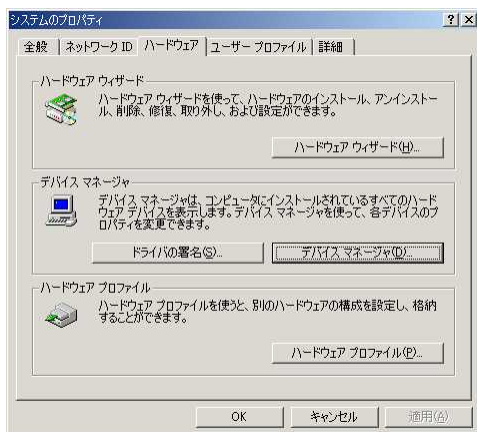 システムのプロパティ
全般 ネットワーク ID ハードウェア ユーザー プロファイル 詳細
ハードウェア ウィザード
ハードウェア ウィザードを使って、ハードウェアのインストール、アンインストー
ル、削除、修復、取り外し、および設定ができます。
ハードウェア ウィザード(H)...
デバイス マネージャ
デバイス マネージャは、コンピュータにインストールされているすべてのハード
ウェア デバイスを表示します。デバイス マネージャを使って、各デバイスのプ
ロパティを変更できます。
ドライバの署名(S)... デバイス マネージャ(D)...
ハードウェア プロファイル
ハードウェア プロファイルを使うと、別のハードウェアの構成を設定し、格納
することができます。
ハードウェア プロファイル(P)...
OK キャンセル 適用(A)